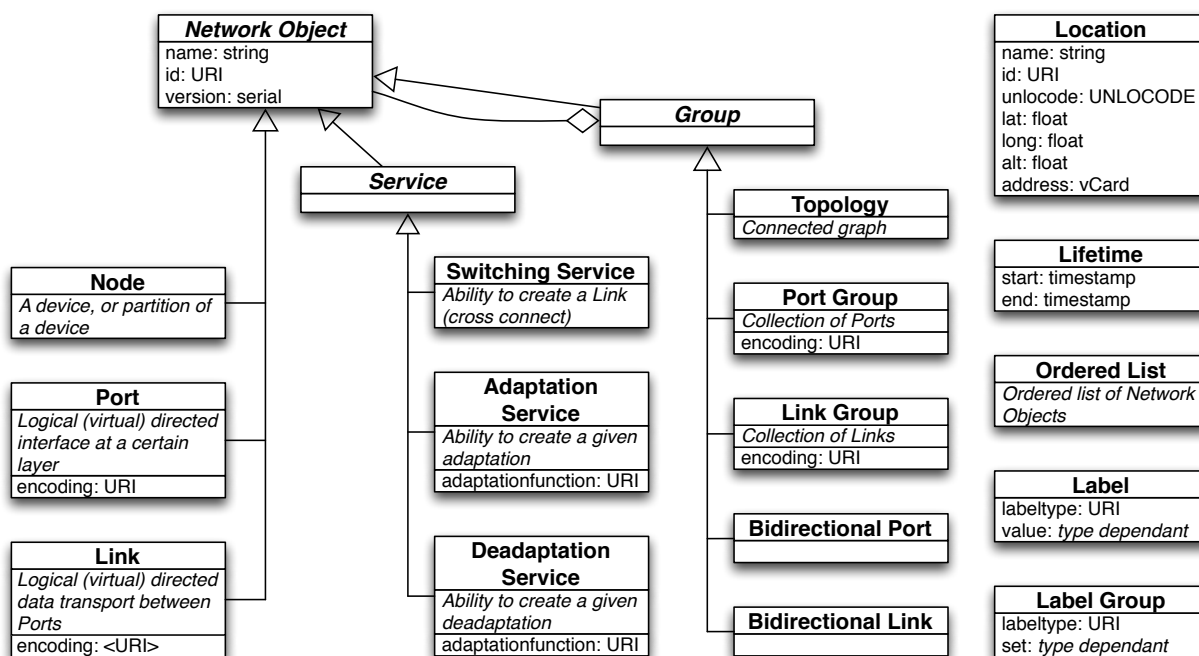 Network Object
name: string
id: URI
version: serial
Group
Service
Node
A device, or partition of
a device
Port
Logical (virtual) directed
interface at a certain
layer
encoding: URI
Link
Logical (virtual) directed
data transport between
Ports
encoding: <URI>
Switching Service
Ability to create a Link
(cross connect)
Adaptation
Service
Ability to create a given
adaptation
adaptationfunction: URI
Deadaptation
Service
Ability to create a given
deadaptation
adaptationfunction: URI
Topology
Connected graph
Port Group
Collection of Ports
encoding: URI
Link Group
Collection of Links
encoding: URI
Bidirectional Port
Bidirectional Link
Location
name: string
id: URI
unlocode: UNLOCODE
lat: float
long: float
alt: float
address: vCard
Lifetime
start: timestamp
end: timestamp
Ordered List
Ordered list of Network
Objects
Label
labeltype: URI
value: type dependant
Label Group
labeltype: URI
set: type dependant